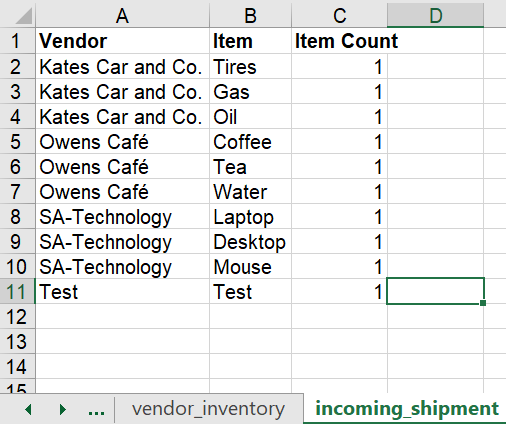 A B C D
1 Vendor Item Item Count
2 Kates Car and Co. Tires 1
3 Kates Car and Co. Gas 1
4 Kates Car and Co. Oil 1
5 Owens Café Coffee 1
6 Owens Café Tea 1
7 Owens Café Water 1
8 SA-Technology Laptop 1
9 SA-Technology Desktop 1
10 SA-Technology Mouse 1
11 Test Test 1
12
13
14
15
... vendor_inventory incoming_shipment